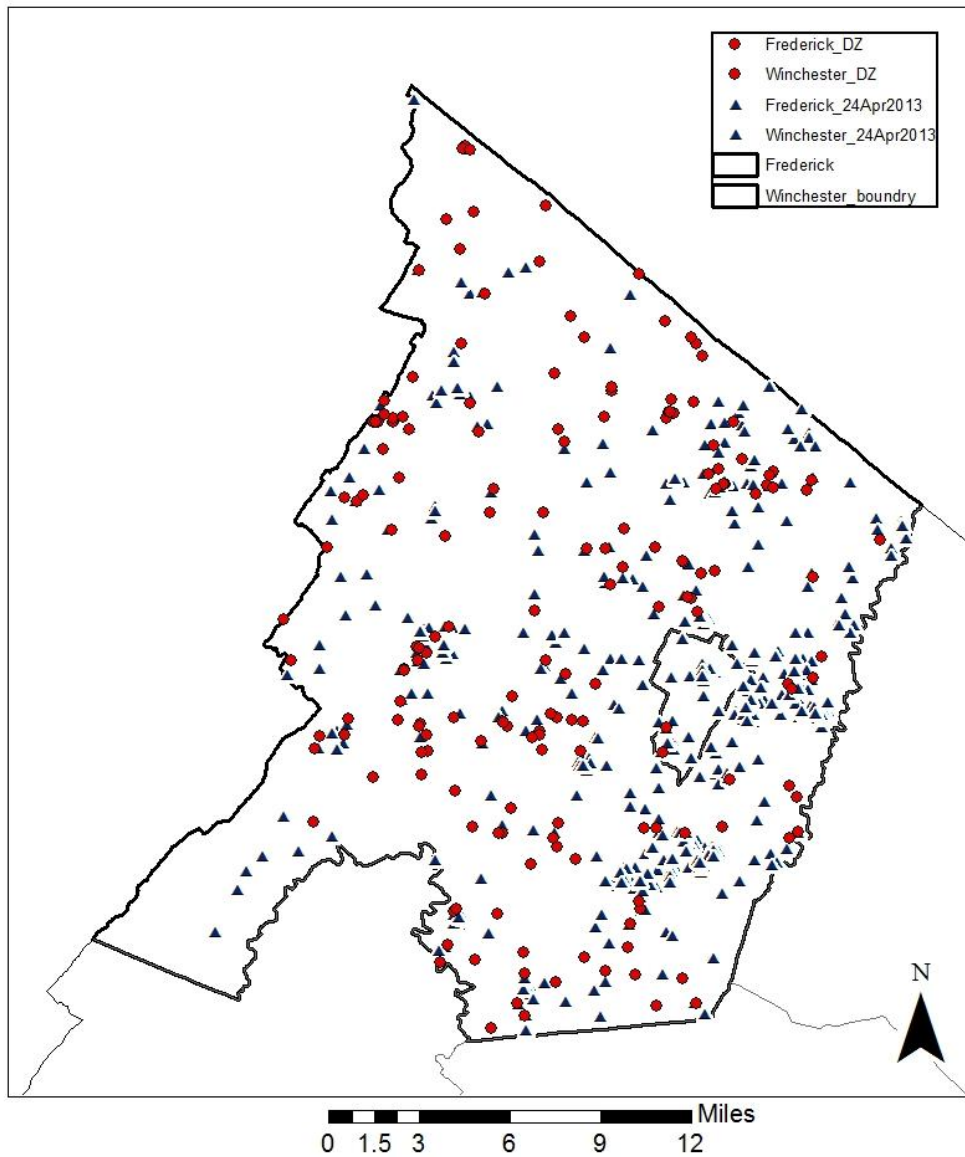 Frederick_DZ
Winchester_DZ
Frederick_24Apr2013
Winchester_24Apr2013
Frederick
Winchester_boundry
N
Miles
0 1.5 3 6 9 12